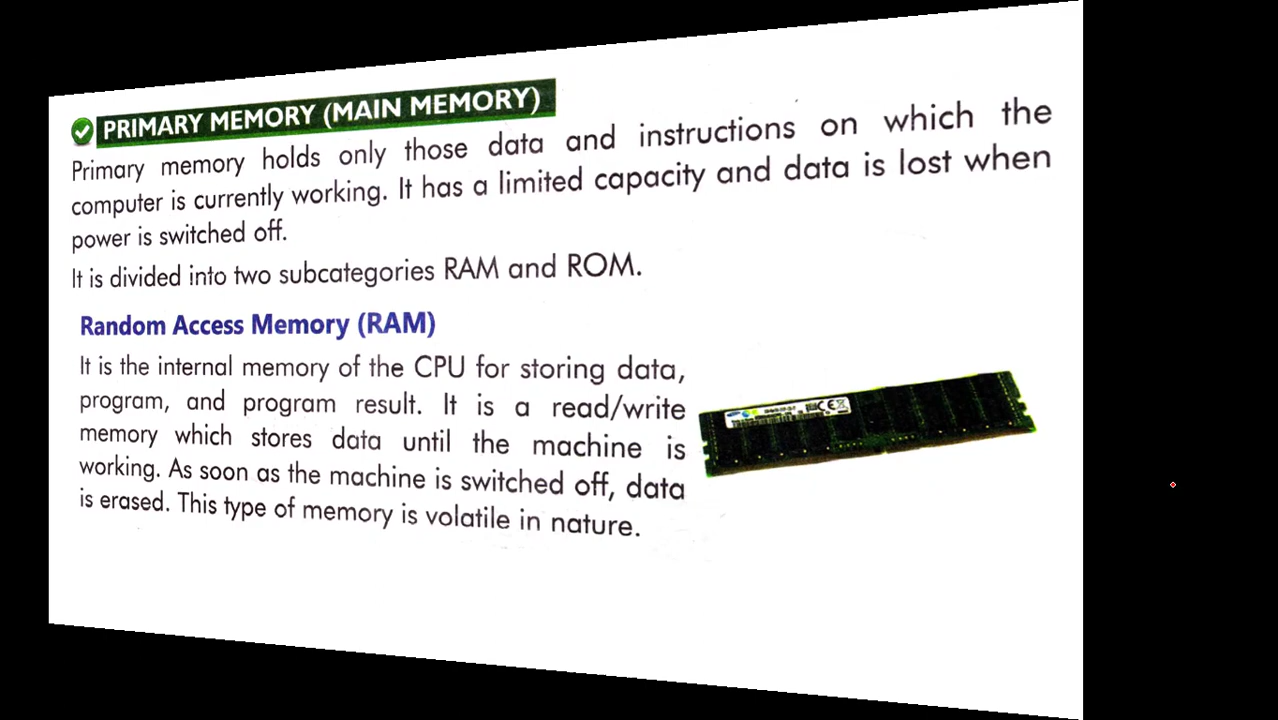 PRIMARY MEMORY (MAIN MEMORY)
Primary memory holds only those data and instructions on which the
computer is currently working. It has a limited capacity and data is lost when
power is switched off.
It is divided into two subcategories RAM and ROM.
Random Access Memory (RAM)
It is the internal memory of the CPU for storing data,
program, and program result. It is a read/write
memory which stores data until the machine is
working. As soon as the machine is switched off, data
is erased. This type of memory is volatile in nature.